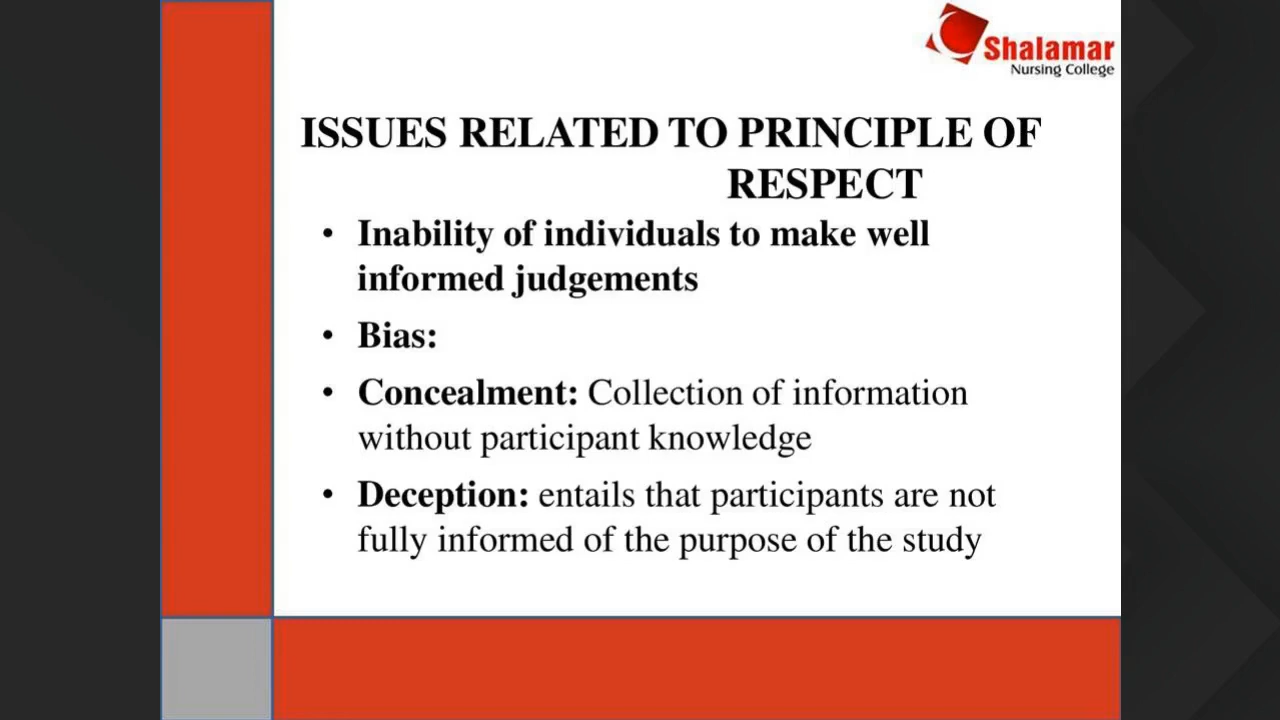 Shalamar
Nursing College
ISSUES RELATED TO PRINCIPLE OF
RESPECT
• Inability of individuals to make well
informed judgements
• Bias:
• Concealment: Collection of information
without participant knowledge
• Deception: entails that participants are not
fully informed of the purpose of the study